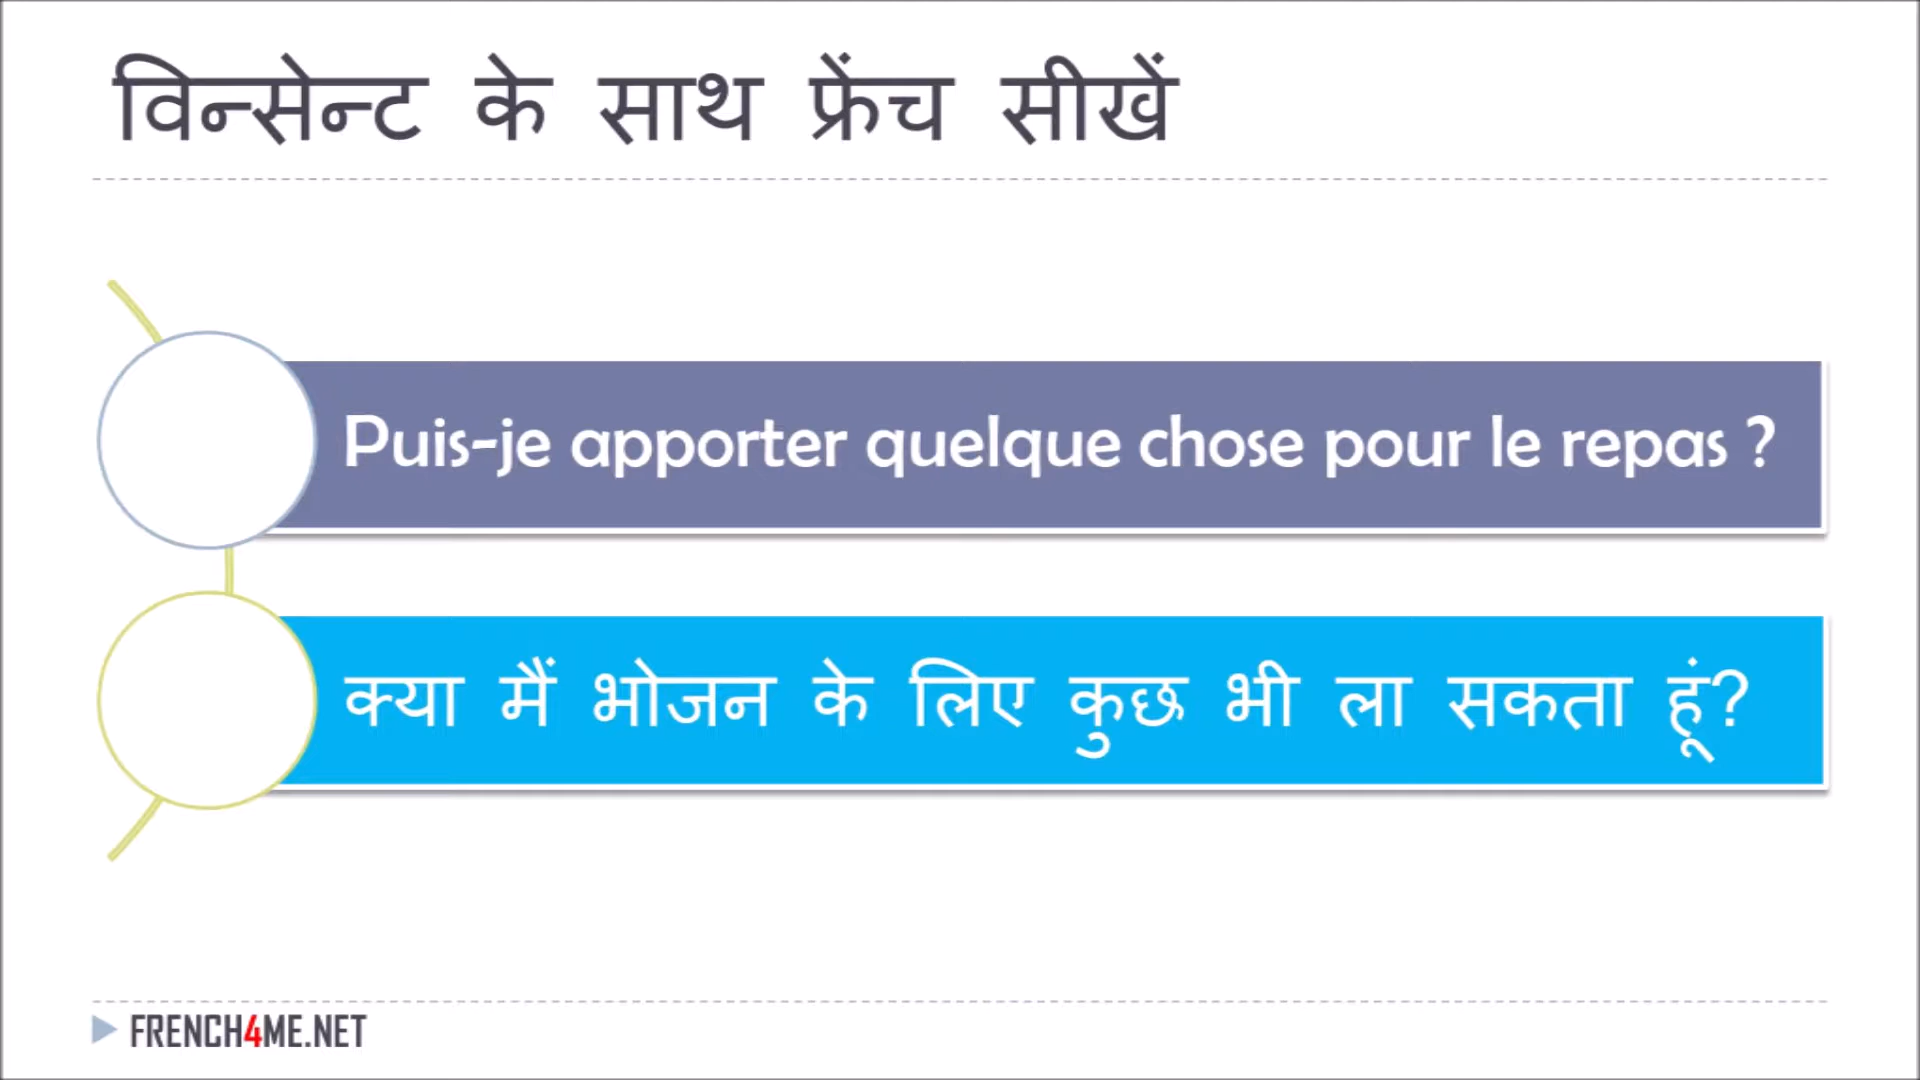 विन्सेन्ट के साथ फ्रेंच सीखें
Puis-je apporter quelque chose pour le repas ?
क्या मैं भोजन के लिए कुछ भी ला सकता हूं?
FRENCH4ME.NET